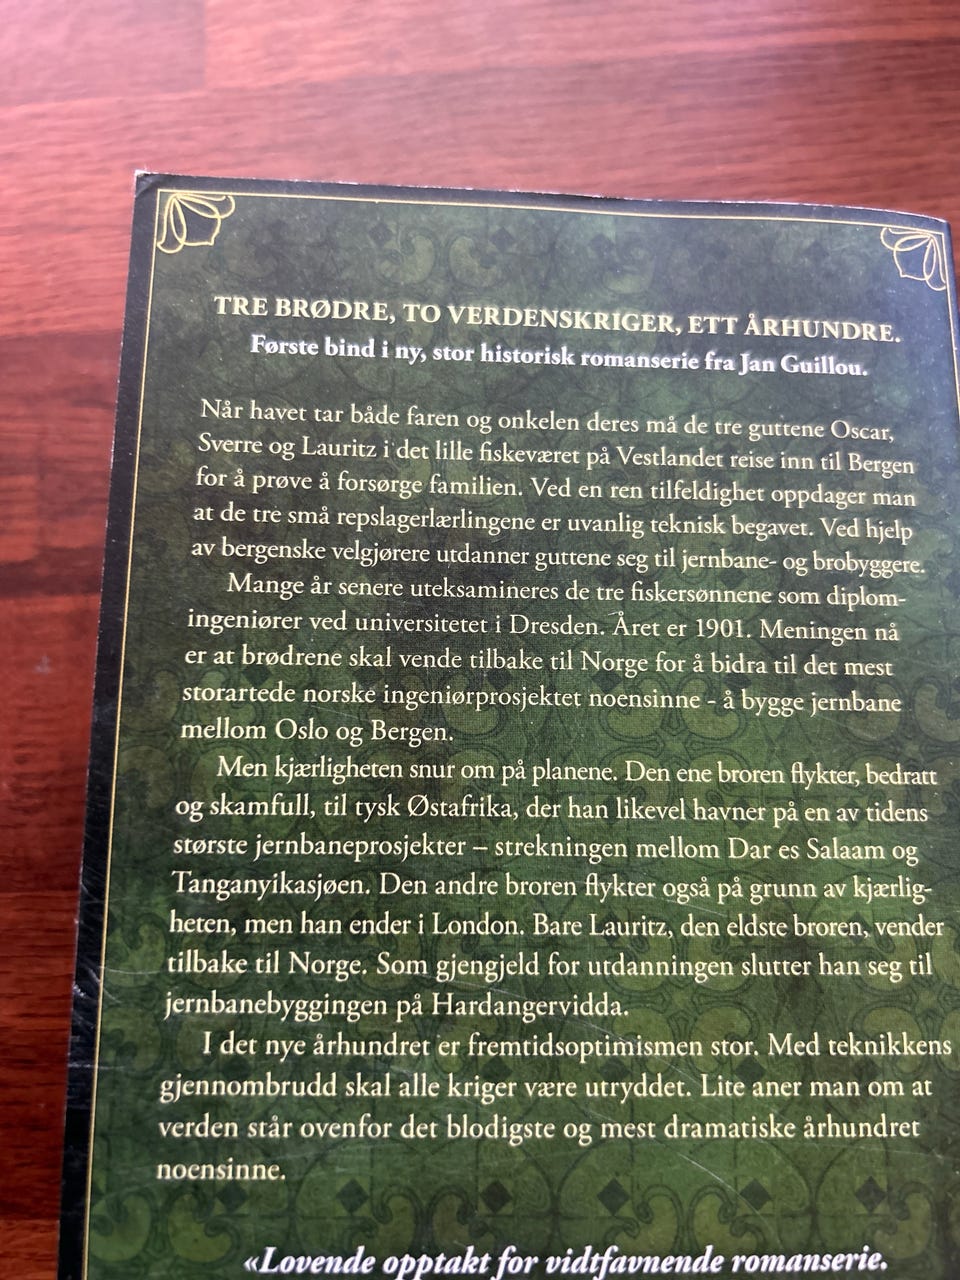 TRE BRØDRE, TO VERDENSKRIGER, ETT ÅRHUNDRE.
Første bind i ny, stor historisk romanserie fra Jan Guillou.
Når havet tar både faren og onkelen deres må de tre guttene Oscar,
Sverre og Lauritz i det lille fiskeværet på Vestlandet reise inn til Bergen
for å prøve å forsørge familien. Ved en ren tilfeldighet oppdager man
at de tre små repslagerlærlingene er uvanlig teknisk begavet. Ved hjelp
av bergenske velgjørere utdanner guttene seg til jernbane- og brobyggere.
Mange år senere uteksamineres de tre fiskersønnene som diplom-
ingeniører ved universitetet i Dresden. Året er 1901. Meningen nå
er at brødrene skal vende tilbake til Norge for å bidra til det mest
storartede norske ingeniørprosjektet noensinne - å bygge jernbane
mellom Oslo og Bergen.
Men kjærligheten snur om på planene. Den ene broren flykter, bedratt
og skamfull, til tysk Østafrika, der han likevel havner på en av tidens
største jernbaneprosjekter – strekningen mellom Dar es Salaam og
Tanganyikasjøen. Den andre broren flykter også på grunn av kjærlig-
heten, men han ender i London. Bare Lauritz, den eldste broren, vender
tilbake til Norge. Som gjengjeld for utdanningen slutter han seg til
jernbanebyggingen på Hardangervidda.
I det nye århundret er fremtidsoptimismen stor. Med teknikkens
gjennombrudd skal alle kriger være utryddet. Lite aner man om at
verden står ovenfor det blodigste og mest dramatiske århundret
noensinne.
«Lovende opptakt for vidtfavnende romanserie.